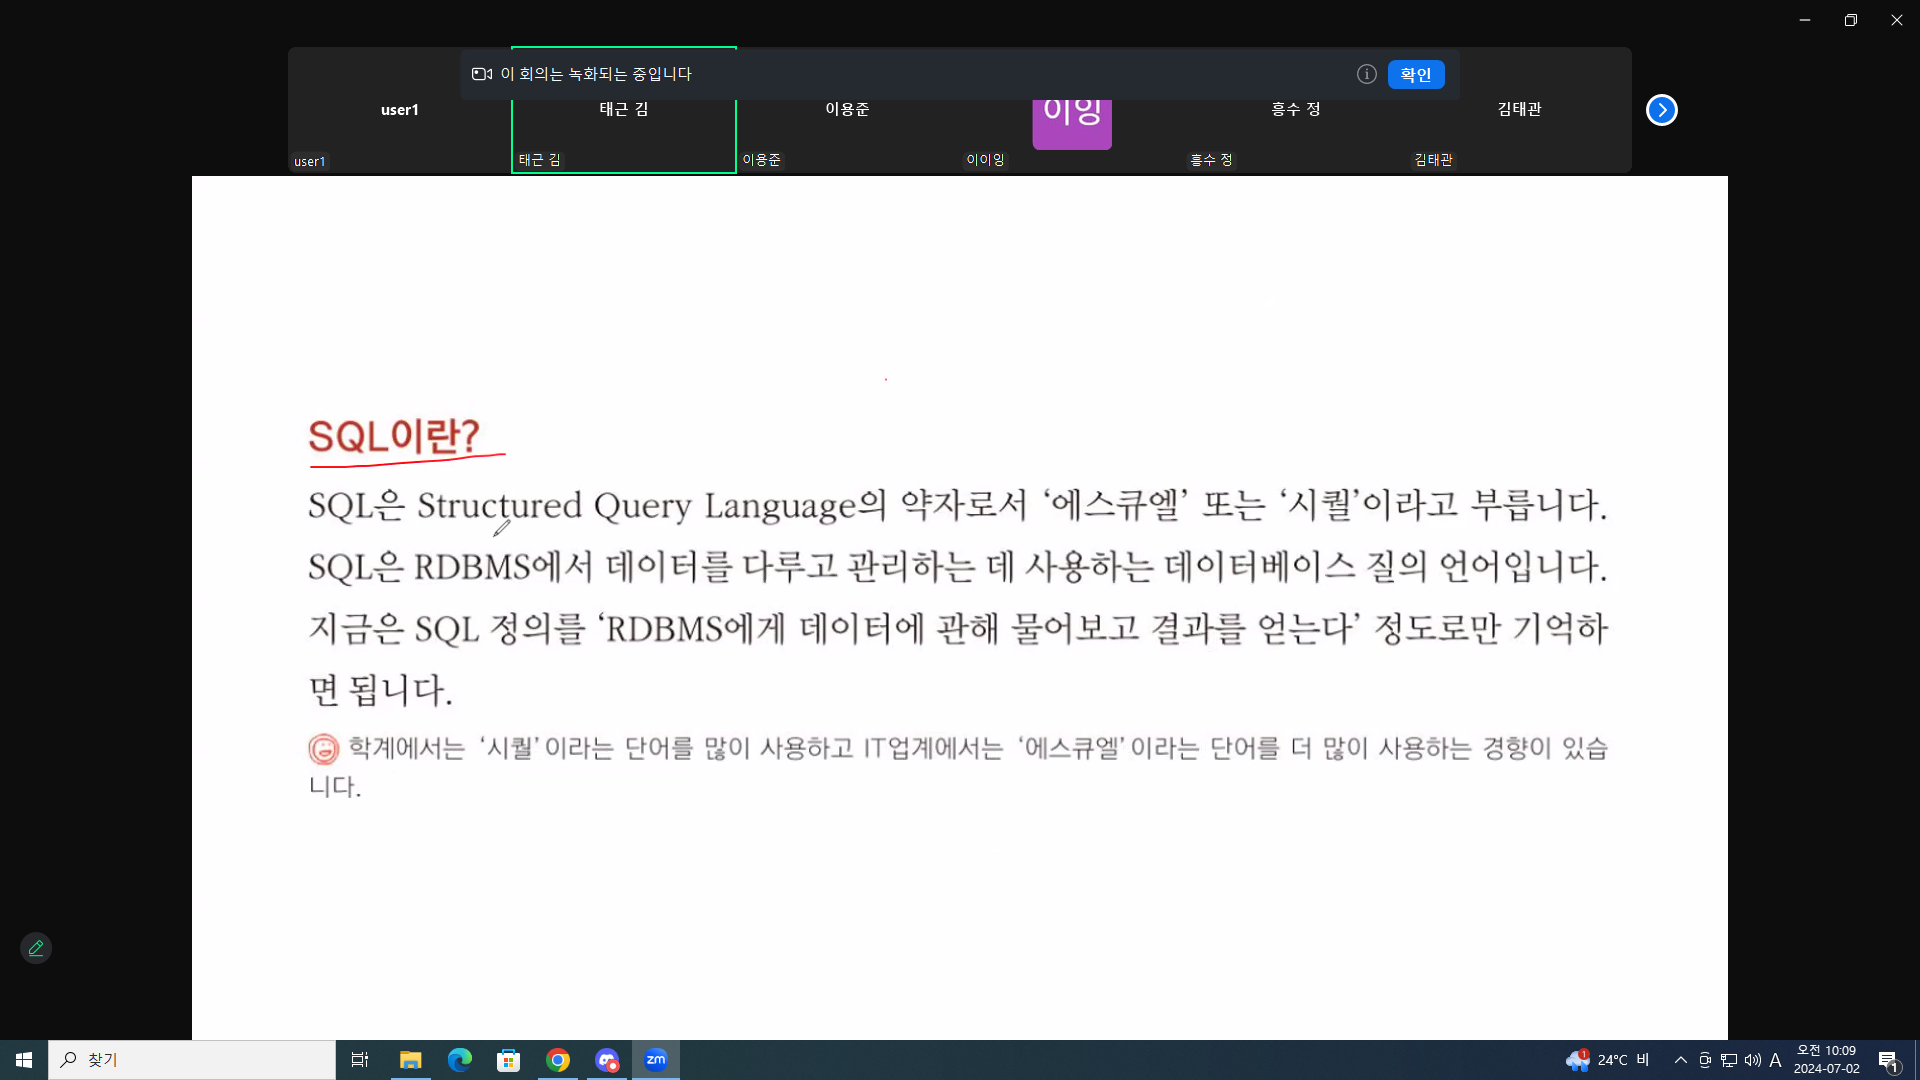 이 회의는 녹화되는 중입니다
확인
user1
태근 김
이용준
이잉
흥수 정
김태관
user1
태근 김
이용준
이이잉
흥수 정
김태관
SQL이란?
SQL은 Structured Query Language의 약자로서 ‘에스큐엘’ 또는 ‘시퀄’이라고 부릅니다.
SQL은 RDBMS에서 데이터를 다루고 관리하는 데 사용하는 데이터베이스 질의 언어입니다.
지금은 SQL 정의를 ‘RDBMS에게 데이터에 관해 물어보고 결과를 얻는다’ 정도로만 기억하
면 됩니다.
학계에서는 ‘시퀄’이라는 단어를 많이 사용하고 IT업계에서는 ‘에스큐엘’이라는 단어를 더 많이 사용하는 경향이 있습
니다.
찾기
zm
1
24°C 비
A
오전 10:09
2024-07-02
1